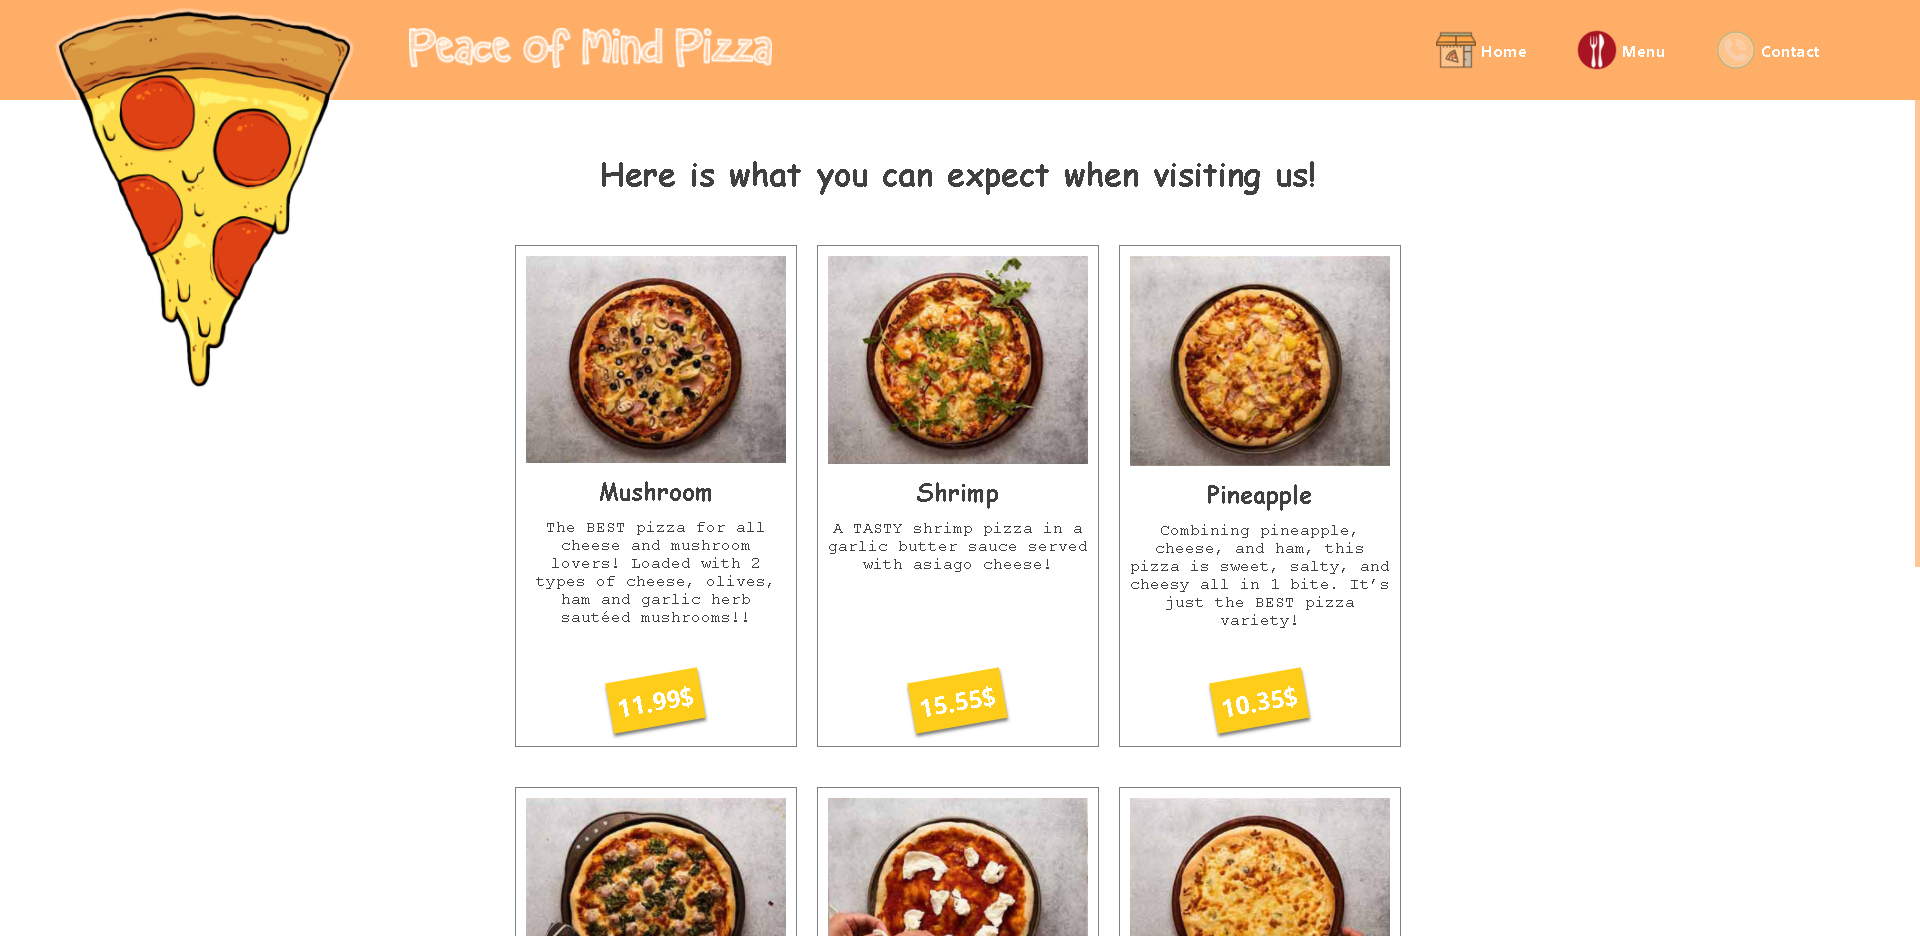 Peace of Mind Pizza
Home
Menu
Contact
Here is what you can expect when visiting us!
Mushroom
The BEST pizza for all
cheese and mushroom
lovers! Loaded with 2
types of cheese, olives,
ham and garlic herb
sautéed mushrooms!!
11.99$
Shrimp
A TASTY shrimp pizza in a
garlic butter sauce served
with asiago cheese!
15.55$
Pineapple
Combining pineapple,
cheese, and ham, this
pizza is sweet, salty, and
cheesy all in 1 bite. It’s
just the BEST pizza
variety!
10.35$